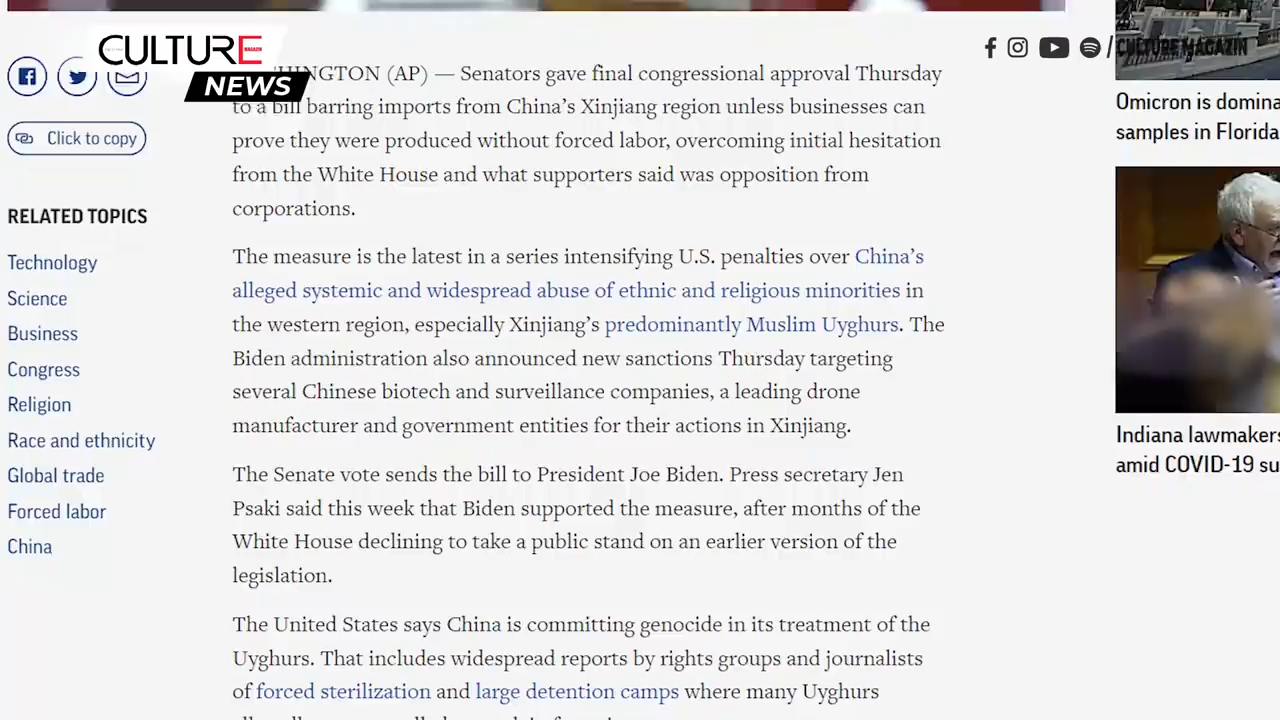 CULTURE
MAGAZIN
NEWS
/ CULTURE MAGAZIN
Click to copy
RELATED TOPICS
Technology
Science
Business
Congress
Religion
Race and ethnicity
Global trade
Forced labor
China
HINGTON (AP) — Senators gave final congressional approval Thursday
to a bill barring imports from China's Xinjiang region unless businesses can
prove they were produced without forced labor, overcoming initial hesitation
from the White House and what supporters said was opposition from
corporations.
The measure is the latest in a series intensifying U.S. penalties over China's
alleged systemic and widespread abuse of ethnic and religious minorities in
the western region, especially Xinjiang's predominantly Muslim Uyghurs. The
Biden administration also announced new sanctions Thursday targeting
several Chinese biotech and surveillance companies, a leading drone
manufacturer and government entities for their actions in Xinjiang.
The Senate vote sends the bill to President Joe Biden. Press secretary Jen
Psaki said this week that Biden supported the measure, after months of the
White House declining to take a public stand on an earlier version of the
legislation.
The United States says China is committing genocide in its treatment of the
Uyghurs. That includes widespread reports by rights groups and journalists
of forced sterilization and large detention camps where many Uyghurs
Omicron is domina
samples in Florida
Indiana lawmakers
amid COVID-19 su